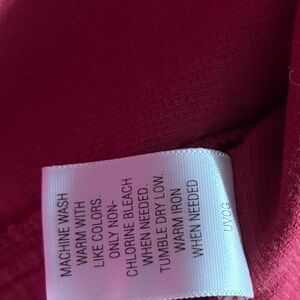 MACHINE WASH
WARM WITH
LIKE COLORS.
ONLY NON-
CHLORINE BLEACH
WHEN NEEDED.
TUMBLE DRY LOW.
WARM IRON
WHEN NEEDED